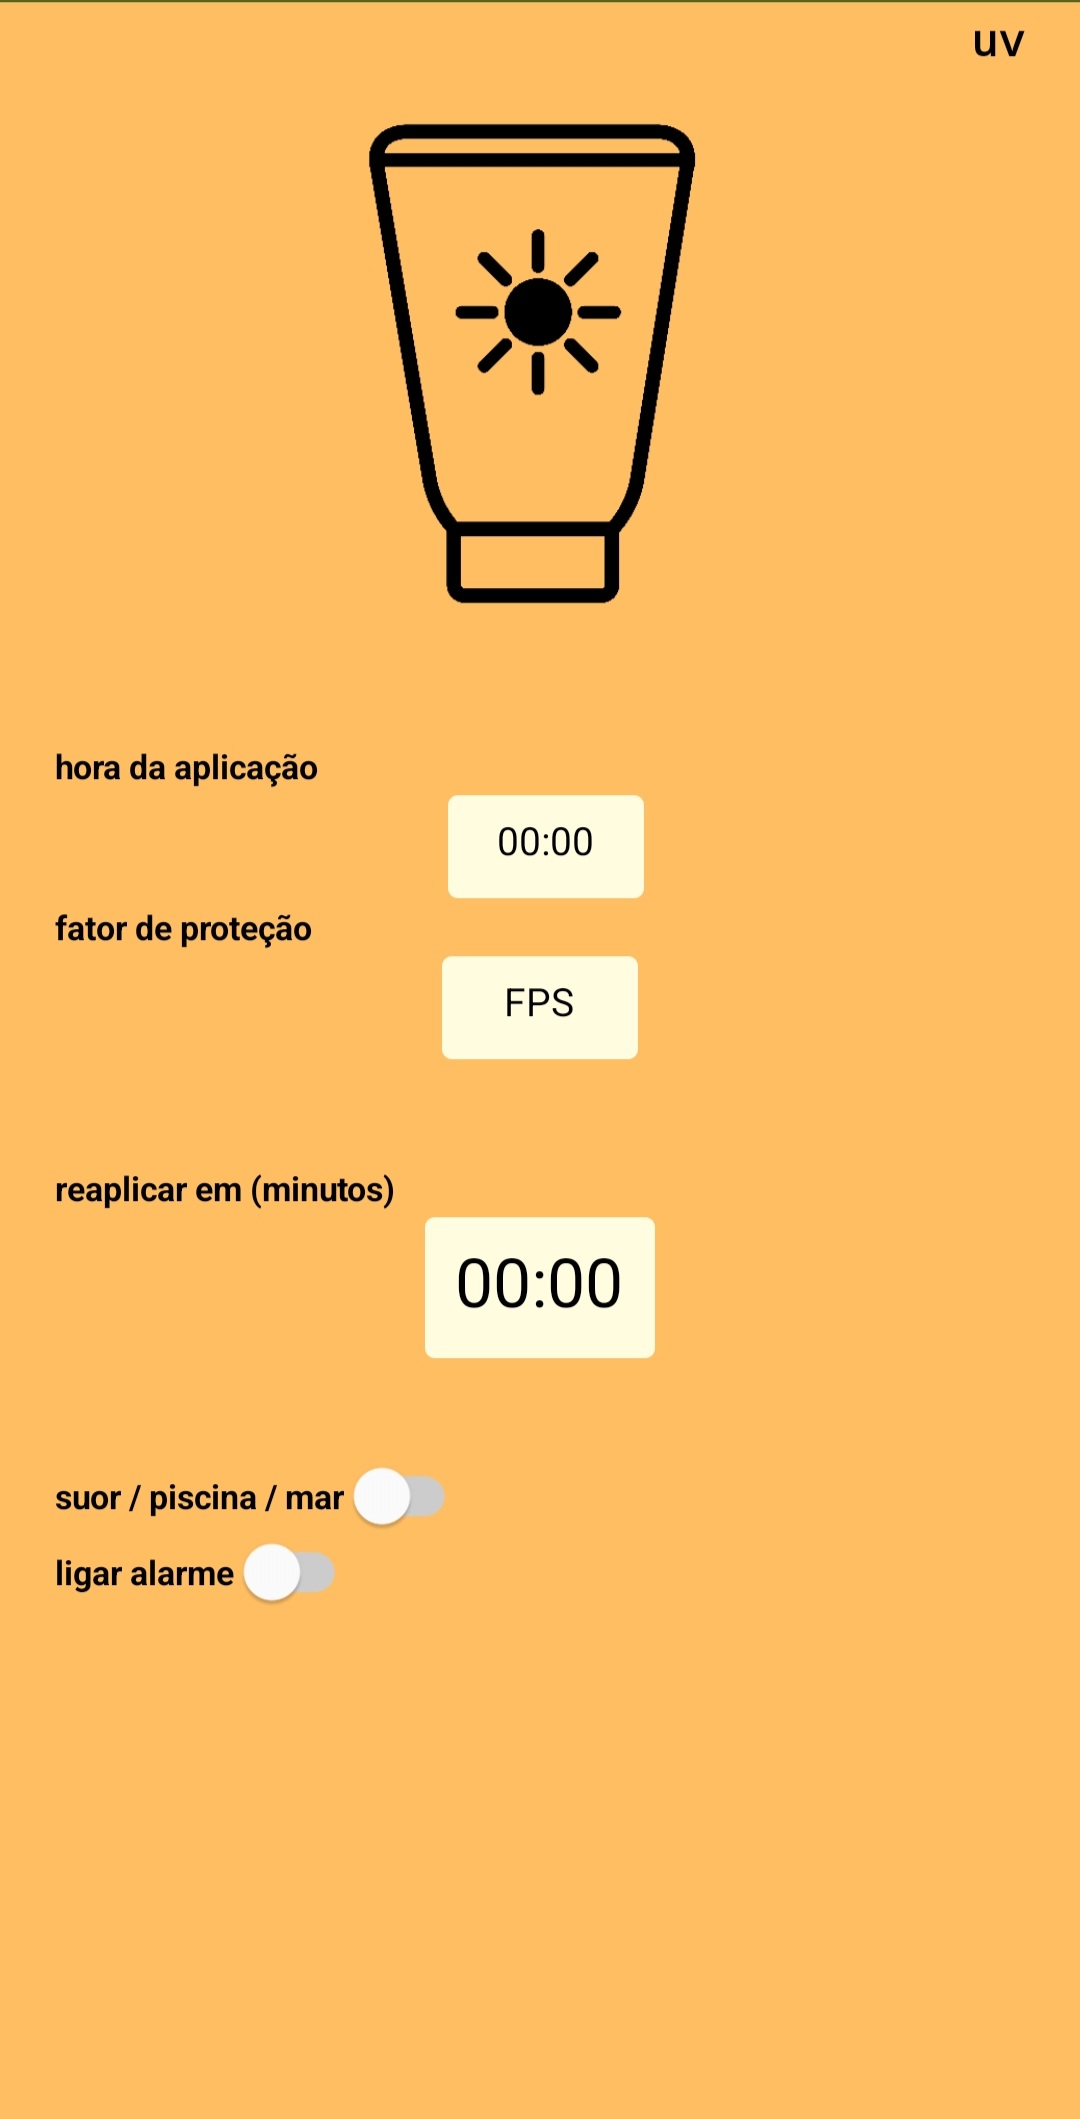 uv
hora da aplicação
00:00
fator de proteção
FPS
reaplicar em (minutos)
00:00
suor / piscina / mar
ligar alarme